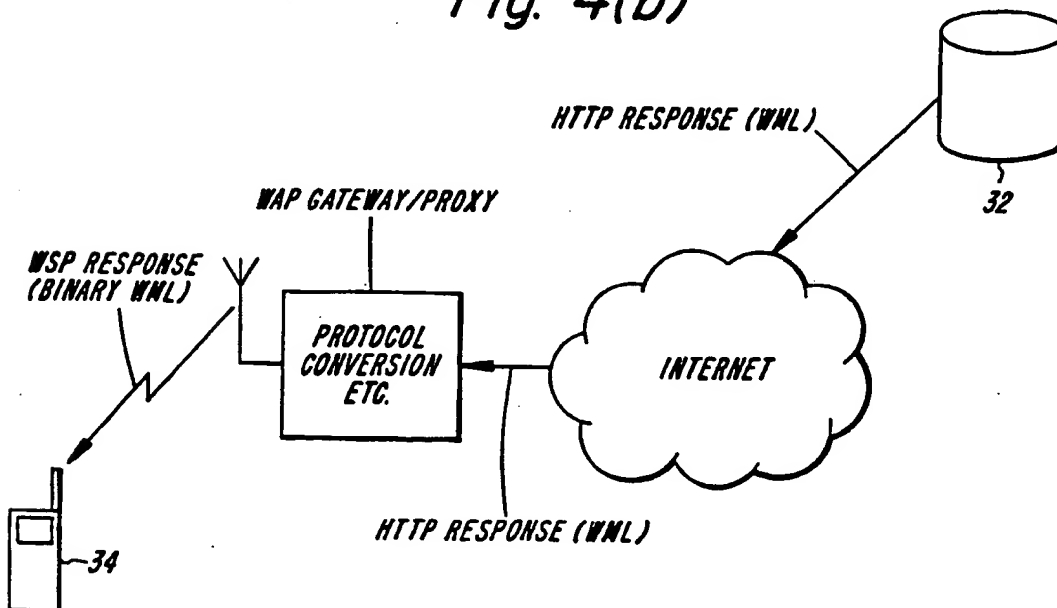 Fig. 4(b)
HTTP RESPONSE (WML)
32
WAP GATEWAY/PROXY
WSP RESPONSE
(BINARY WML)
PROTOCOL
CONVERSION
ETC.
INTERNET
HTTP RESPONSE (WML)
34